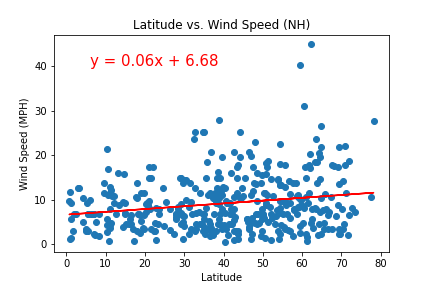 Latitude vs. Wind Speed (NH)
y = 0.06x + 6.68
Wind Speed (MPH)
40
30
20
10
0
0 10 20 30 40 50 60 70 80
Latitude